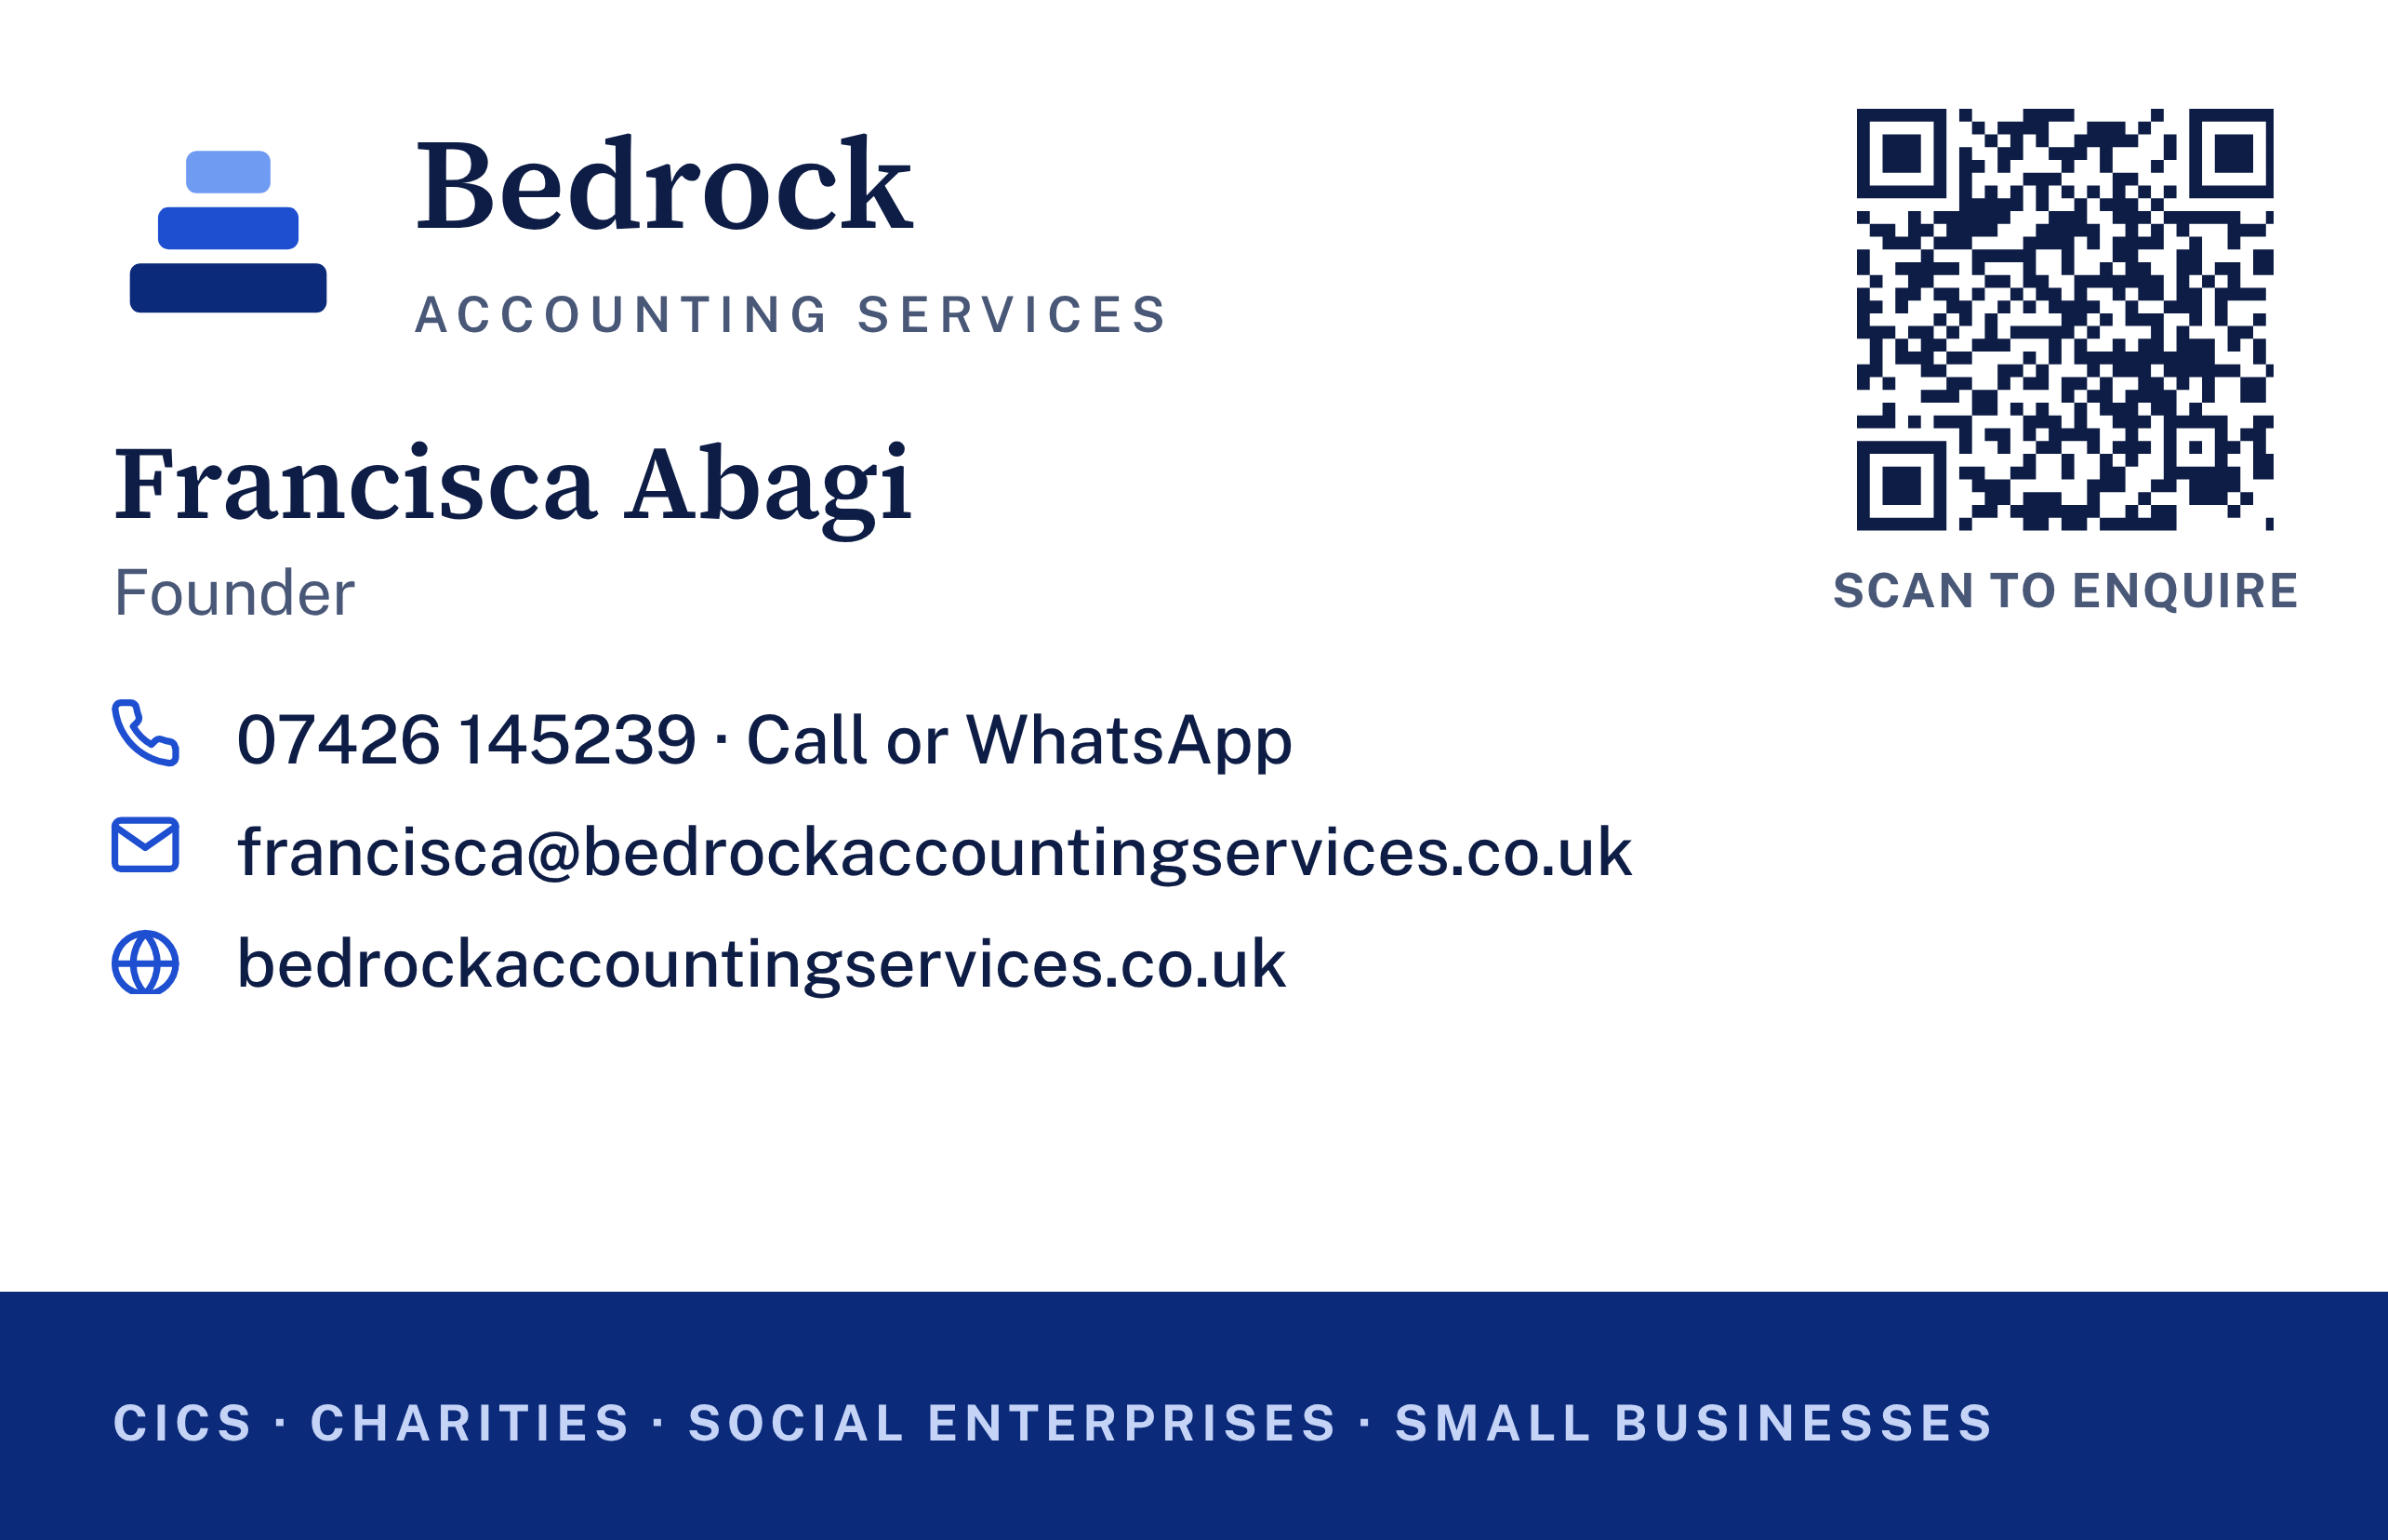 Bedrock
ACCOUNTING SERVICES
Francisca Abagi
Founder
SCAN TO ENQUIRE
07426 145239 · Call or WhatsApp
francisca@bedrockaccountingservices.co.uk
bedrockaccountingservices.co.uk
CICS · CHARITIES · SOCIAL ENTERPRISES · SMALL BUSINESSES